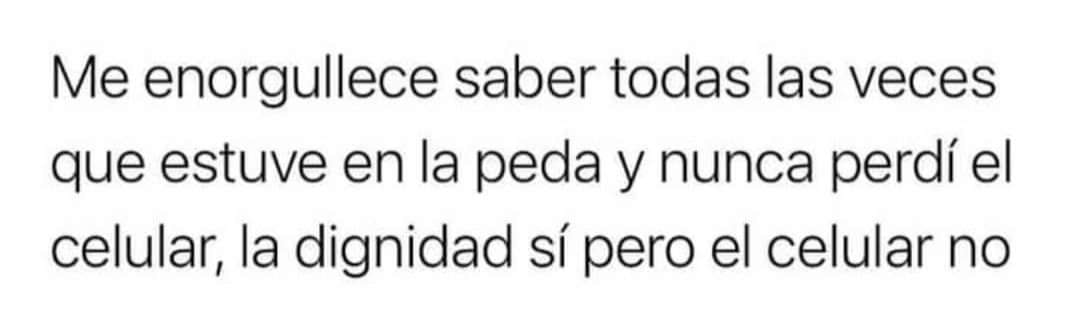 Me enorgullece saber todas las veces
que estuve en la peda y nunca perdí el
celular, la dignidad sí pero el celular no